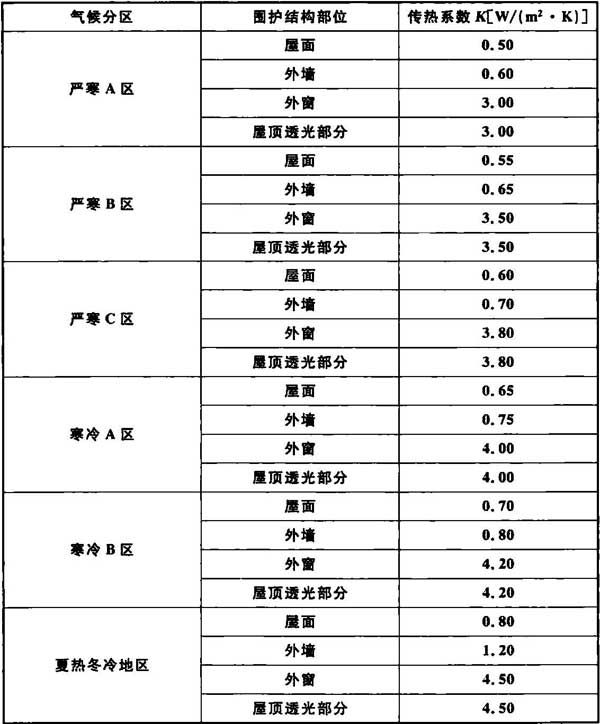 气候分区 围护结构部位 传热系数 K[W/(m²·K)]
严寒 A 区
屋面 0.50
外墙 0.60
外窗 3.00
屋顶透光部分 3.00
严寒 B 区
屋面 0.55
外墙 0.65
外窗 3.50
屋顶透光部分 3.50
严寒 C 区
屋面 0.60
外墙 0.70
外窗 3.80
屋顶透光部分 3.80
寒冷 A 区
屋面 0.65
外墙 0.75
外窗 4.00
屋顶透光部分 4.00
寒冷 B 区
屋面 0.70
外墙 0.80
外窗 4.20
屋顶透光部分 4.20
夏热冬冷地区
屋面 0.80
外墙 1.20
外窗 4.50
屋顶透光部分 4.50